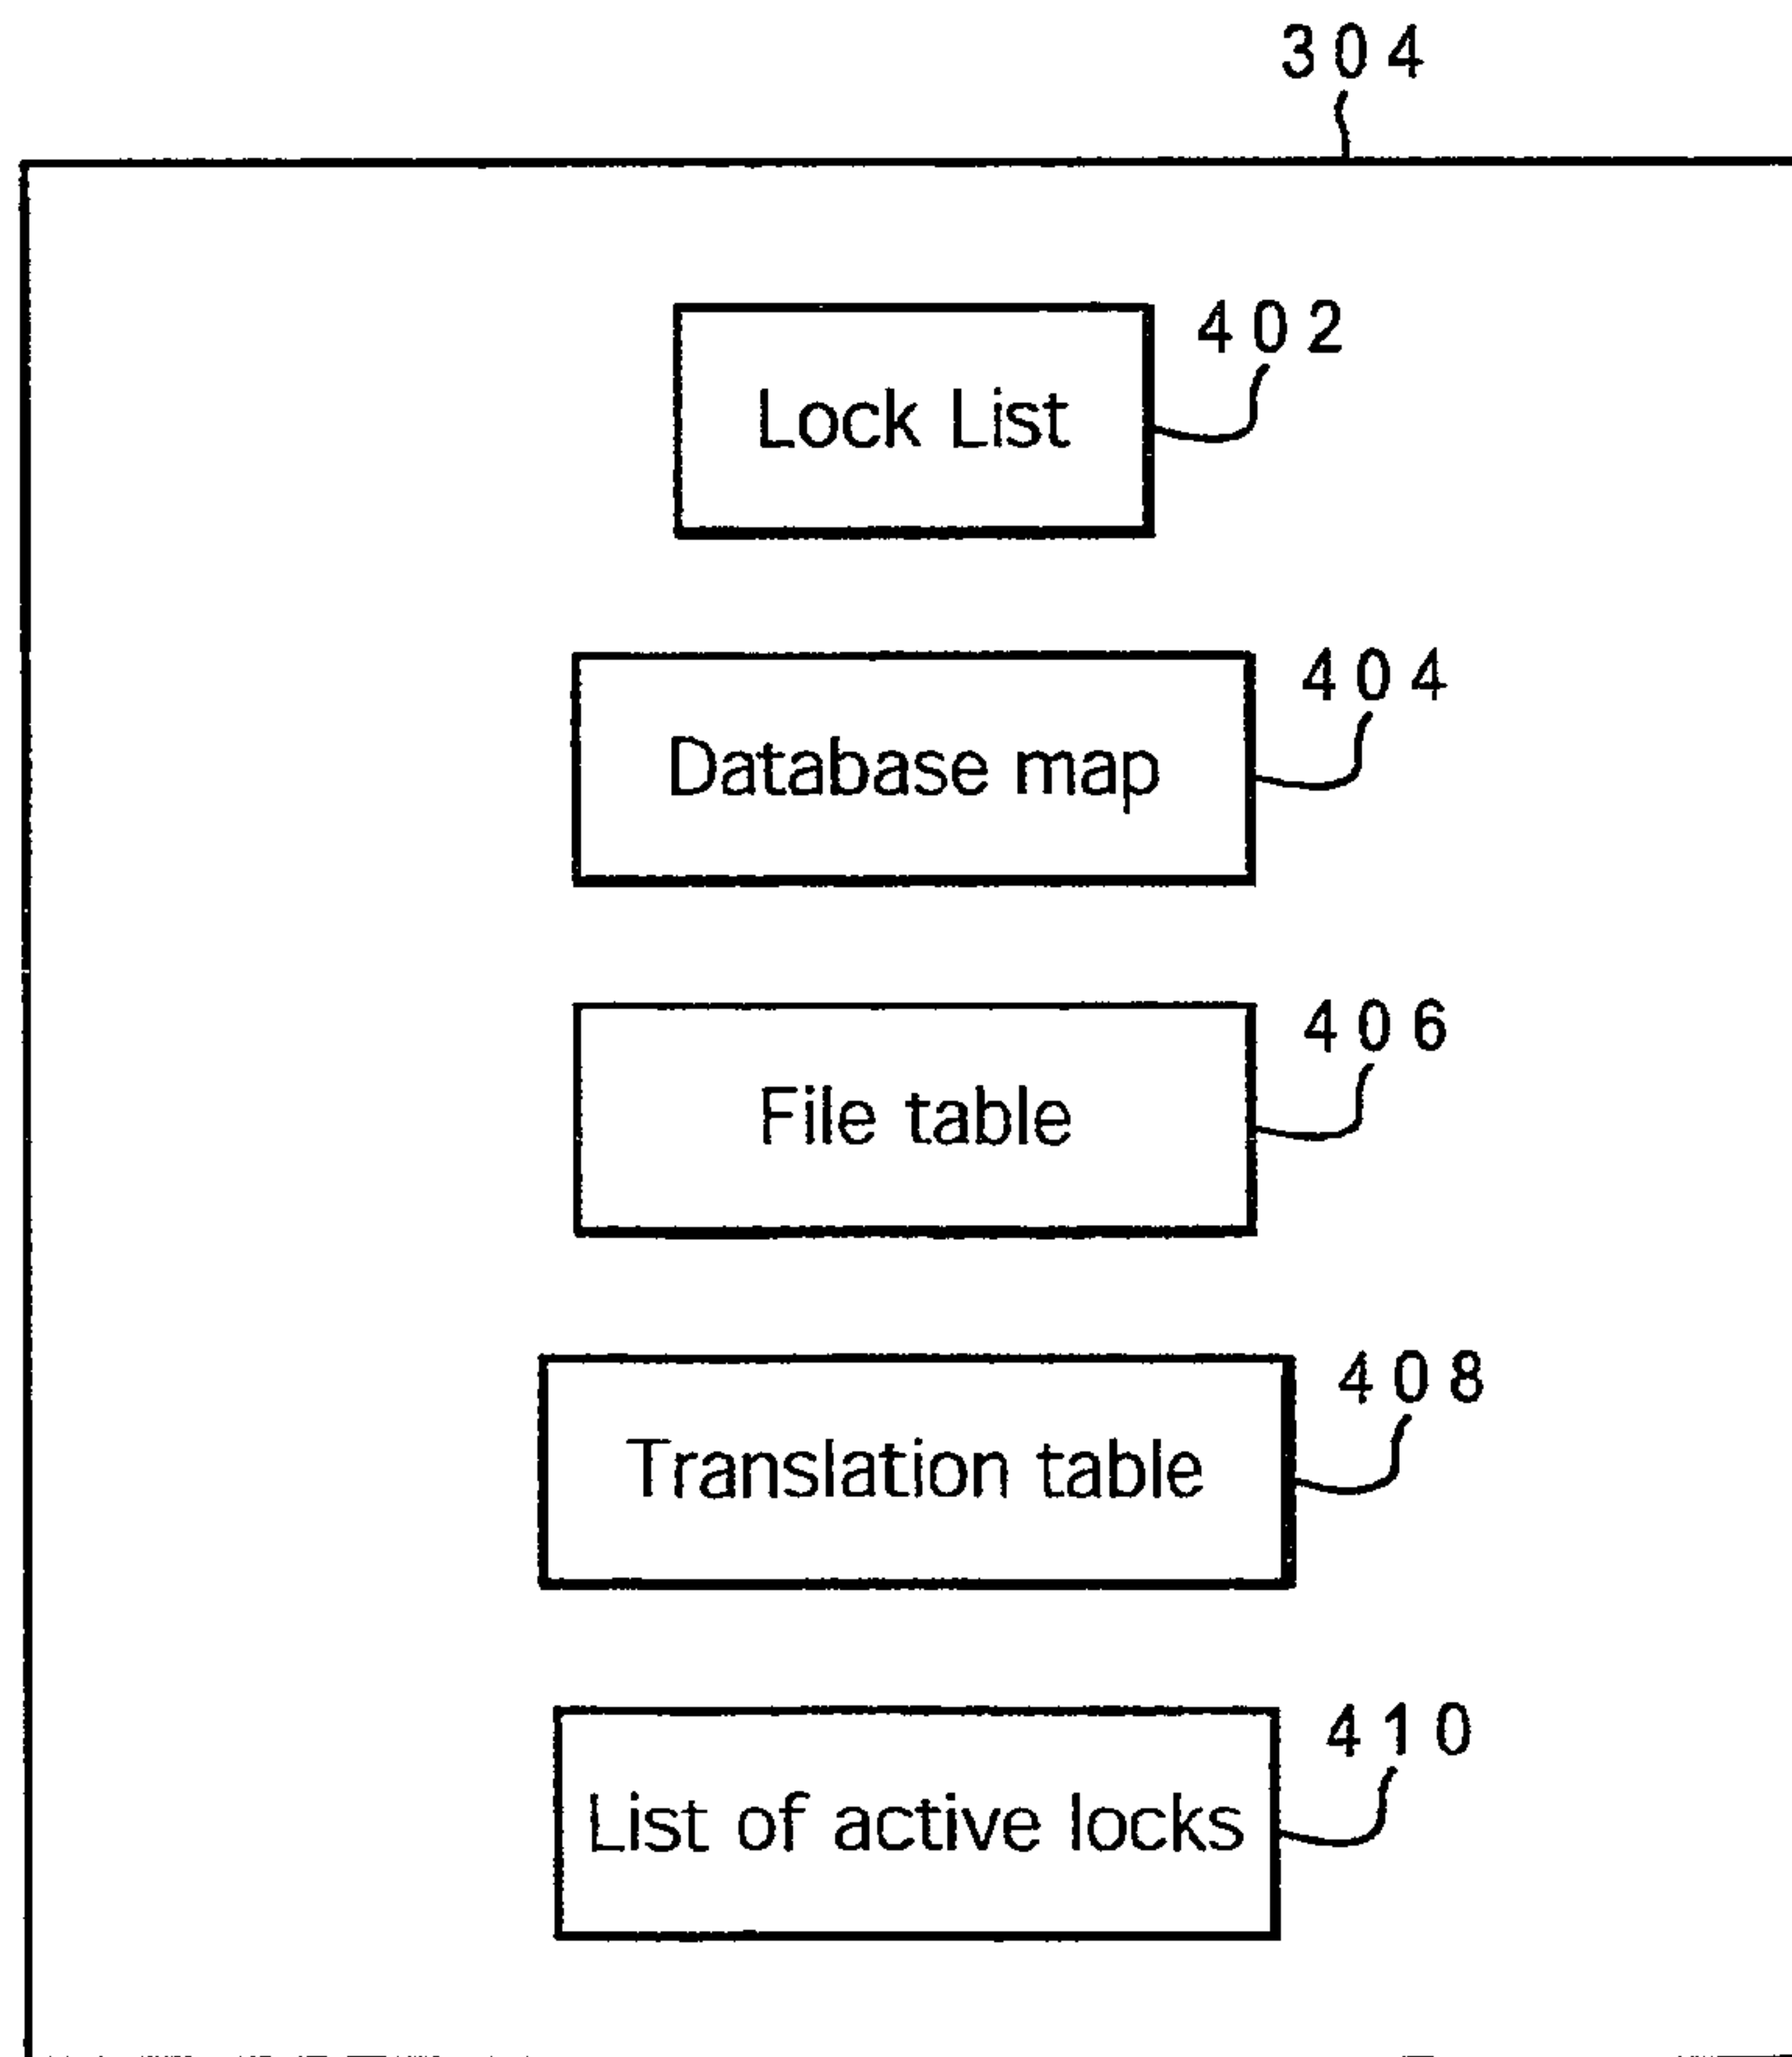 304
402
Lock List
404
Database map
406
File table
408
Translation table
410
List of active locks